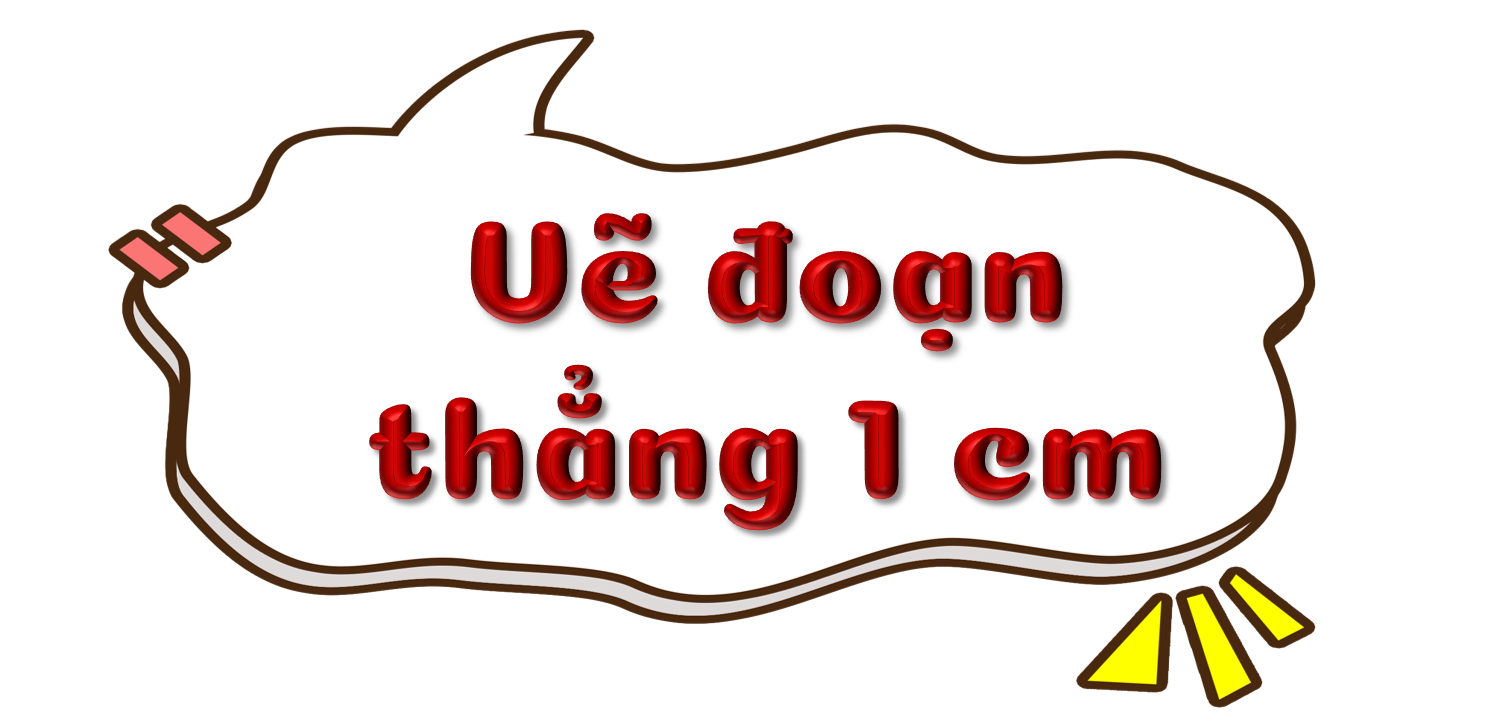 Vẽ đoạn
thẳng 1 cm